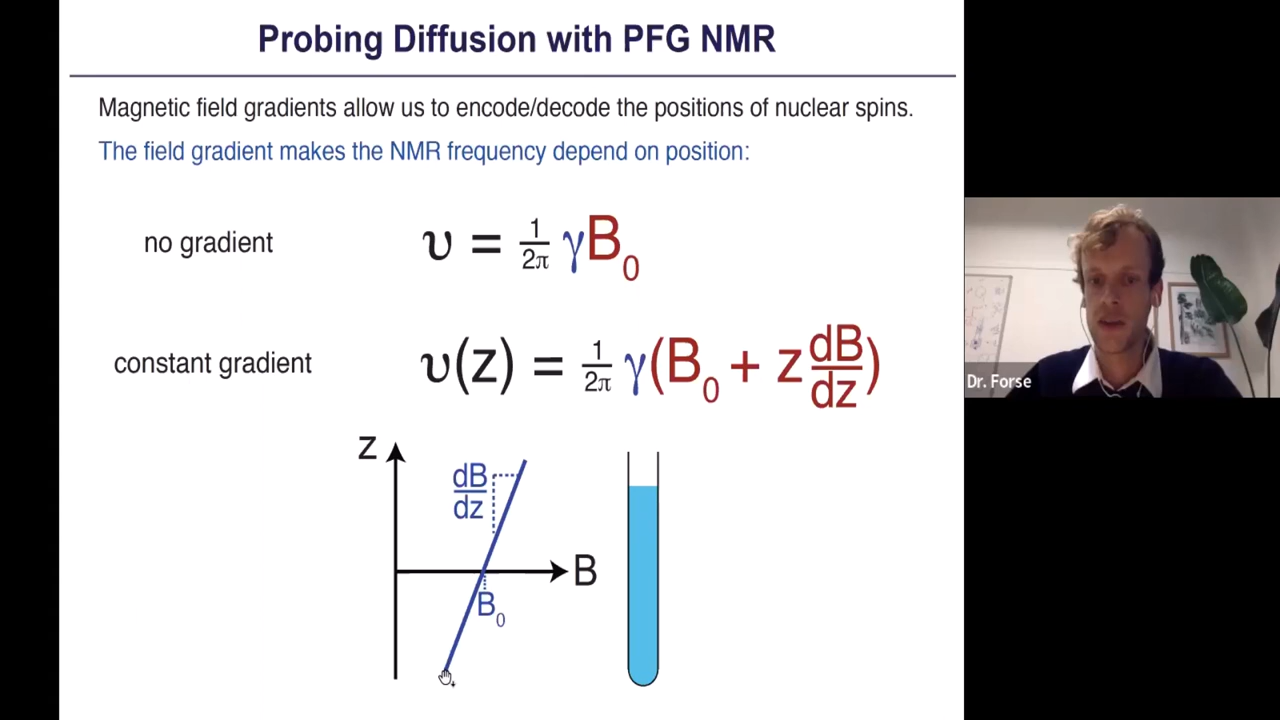 Probing Diffusion with PFG NMR
Magnetic field gradients allow us to encode/decode the positions of nuclear spins.
The field gradient makes the NMR frequency depend on position:
no gradient
υ = 1/2π γB₀
constant gradient
υ(z) = 1/2π γ(B₀ + z dB/dz)
Dr. Forse
z
dB/dz
B
B₀